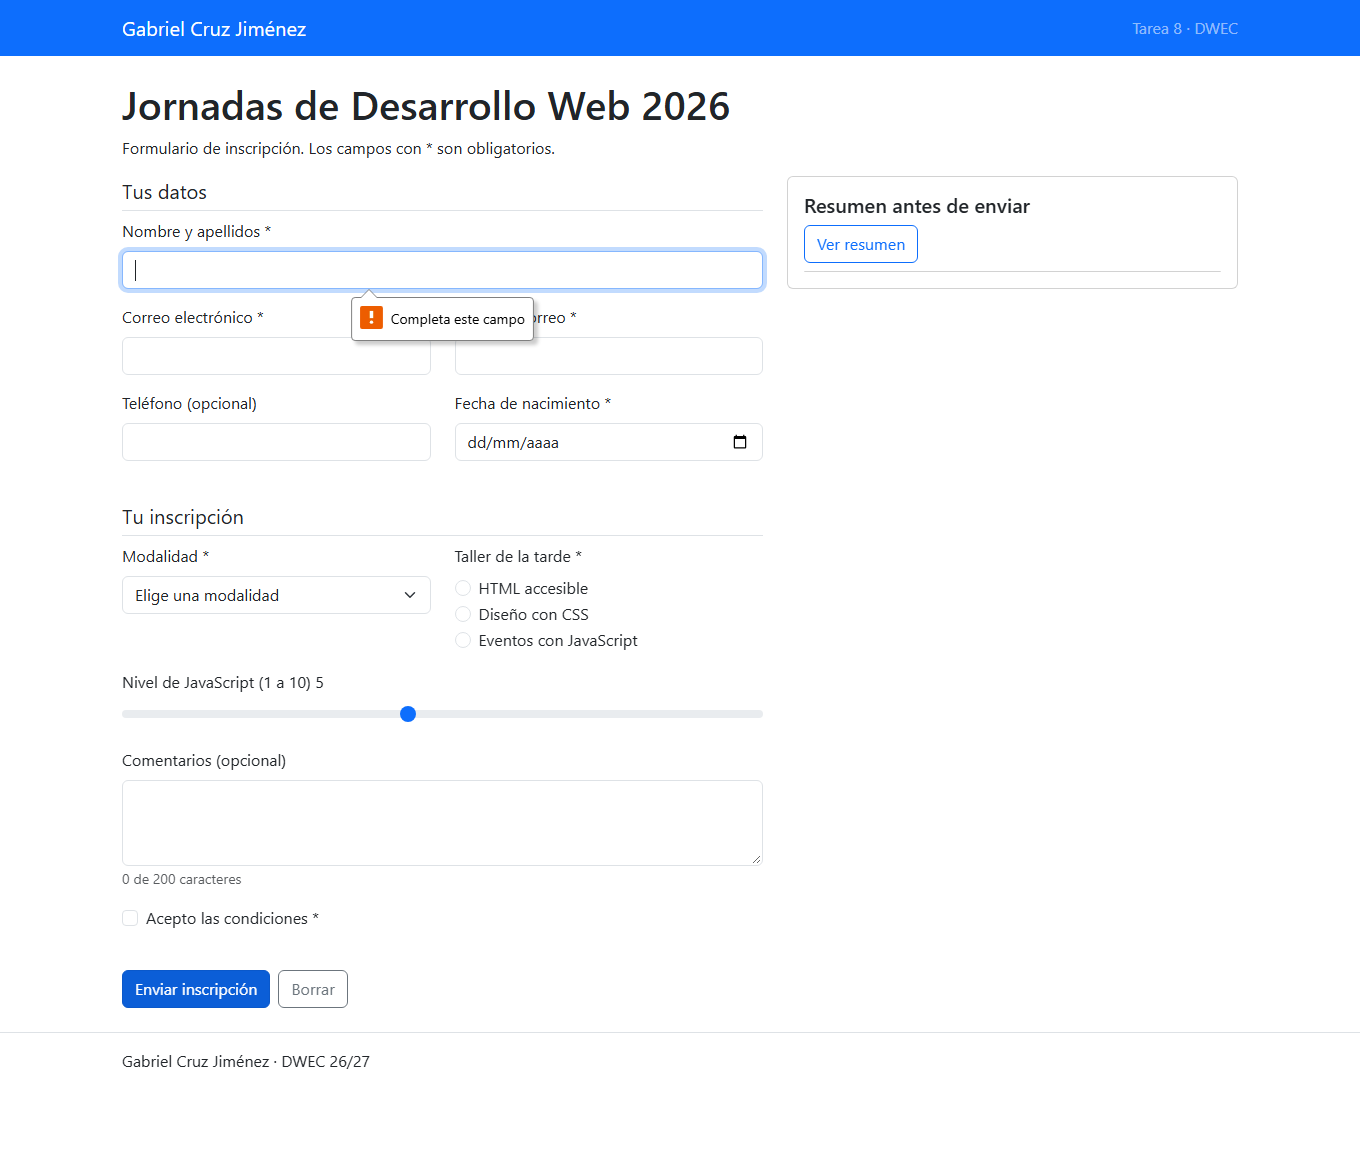 Gabriel Cruz Jiménez
Tarea 8 · DWEC
Jornadas de Desarrollo Web 2026
Formulario de inscripción. Los campos con * son obligatorios.
Tus datos
Nombre y apellidos *
Completa este campo
Correo electrónico *
Teléfono (opcional)
Fecha de nacimiento *
dd/mm/aaaa
Tu inscripción
Modalidad *
Elige una modalidad
Taller de la tarde *
HTML accesible
Diseño con CSS
Eventos con JavaScript
Nivel de JavaScript (1 a 10) 5
Comentarios (opcional)
0 de 200 caracteres
Acepto las condiciones *
Enviar inscripción
Borrar
Resumen antes de enviar
Ver resumen
Gabriel Cruz Jiménez · DWEC 26/27